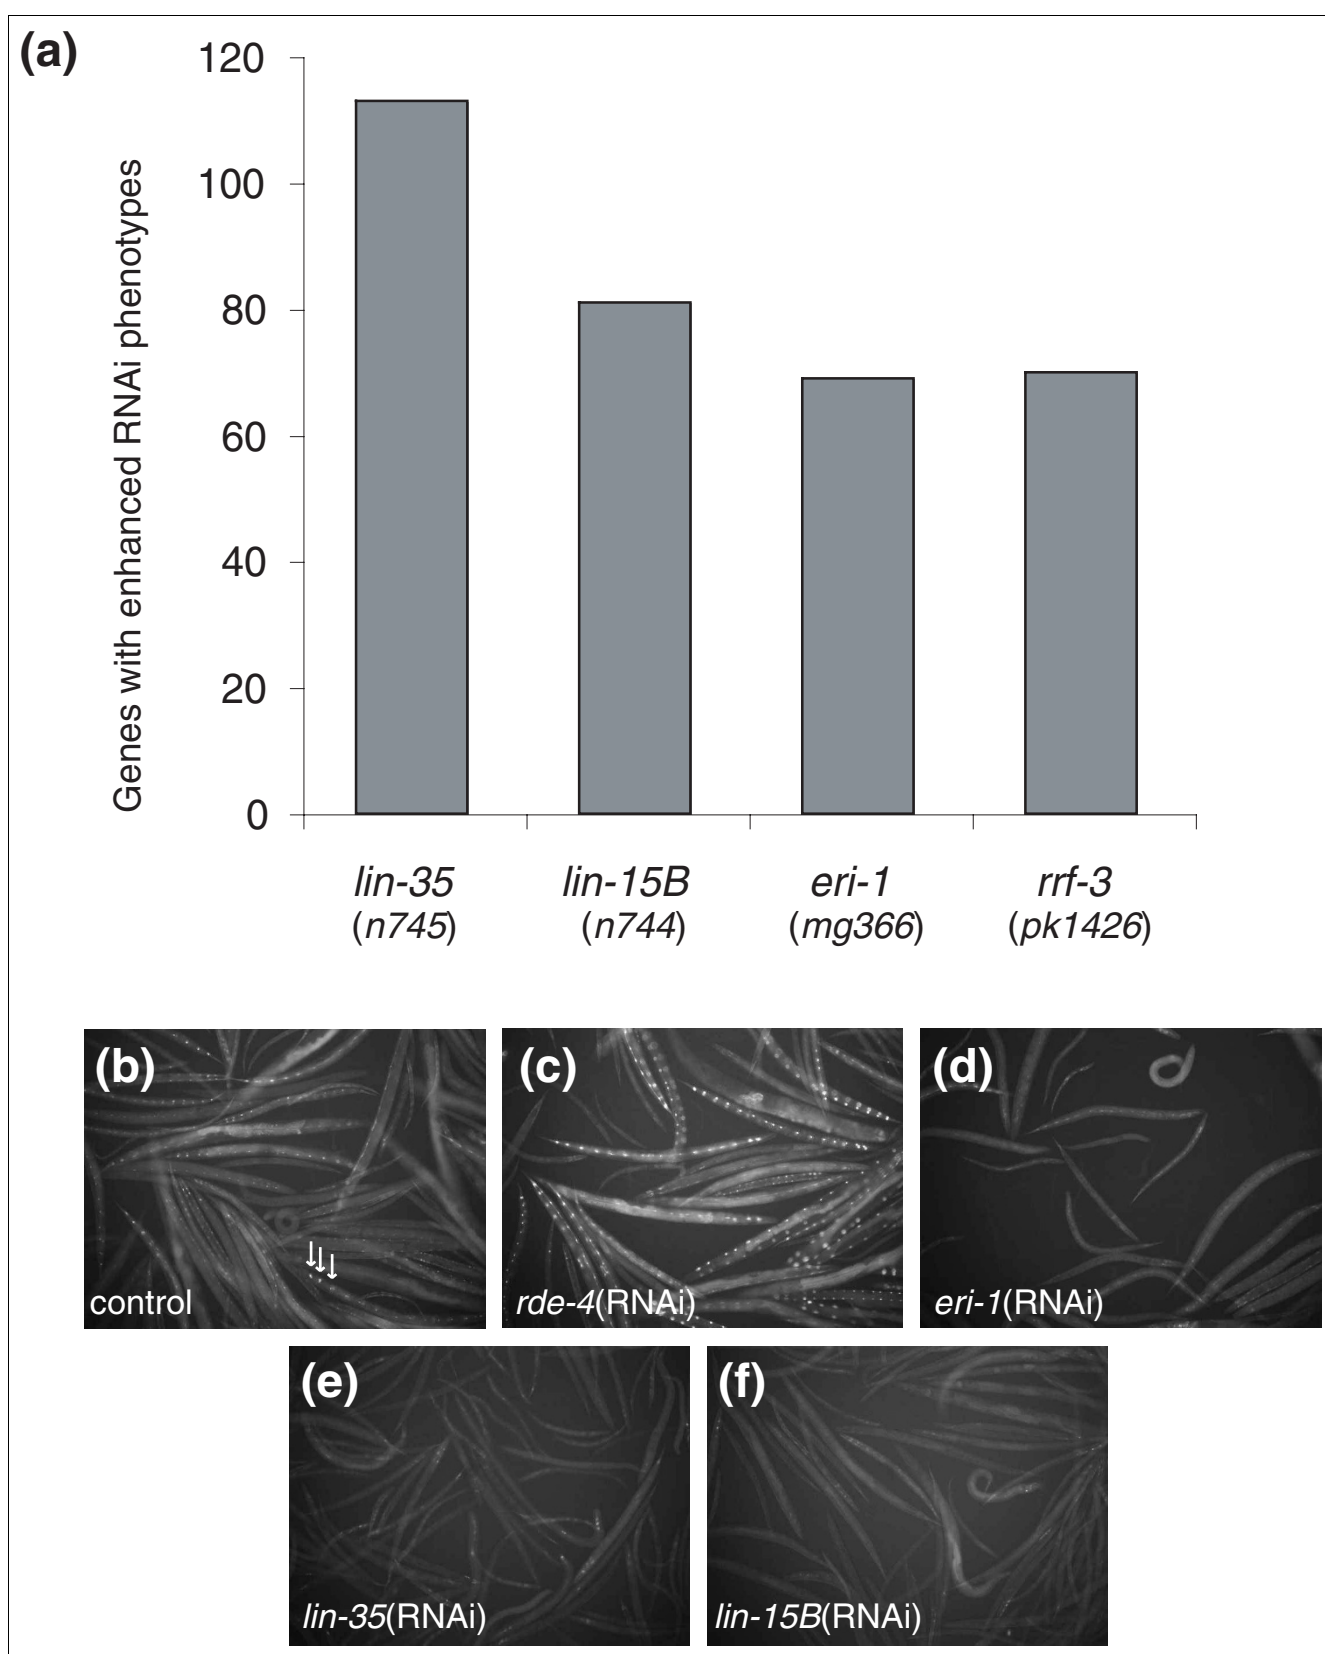 (a)
Genes with enhanced RNAi phenotypes
120
100
80
60
40
20
0
lin-35
(n745)
lin-15B
(n744)
eri-1
(mg366)
rrf-3
(pk1426)
(b)
control
(c)
rde-4(RNAi)
(d)
eri-1(RNAi)
(e)
lin-35(RNAi)
(f)
lin-15B(RNAi)